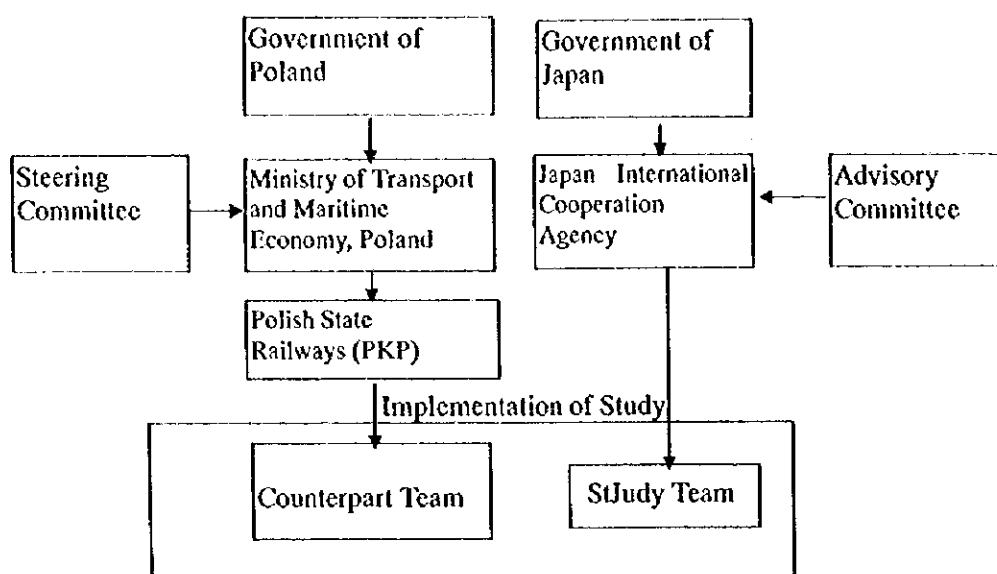 Government of
Poland
Government of
Japan
Steering
Committee
Ministry of Transport
and Maritime
Economy, Poland
Japan International
Cooperation
Agency
Advisory
Committee
Polish State
Railways (PKP)
Implementation of Study
Counterpart Team
StJudy Team